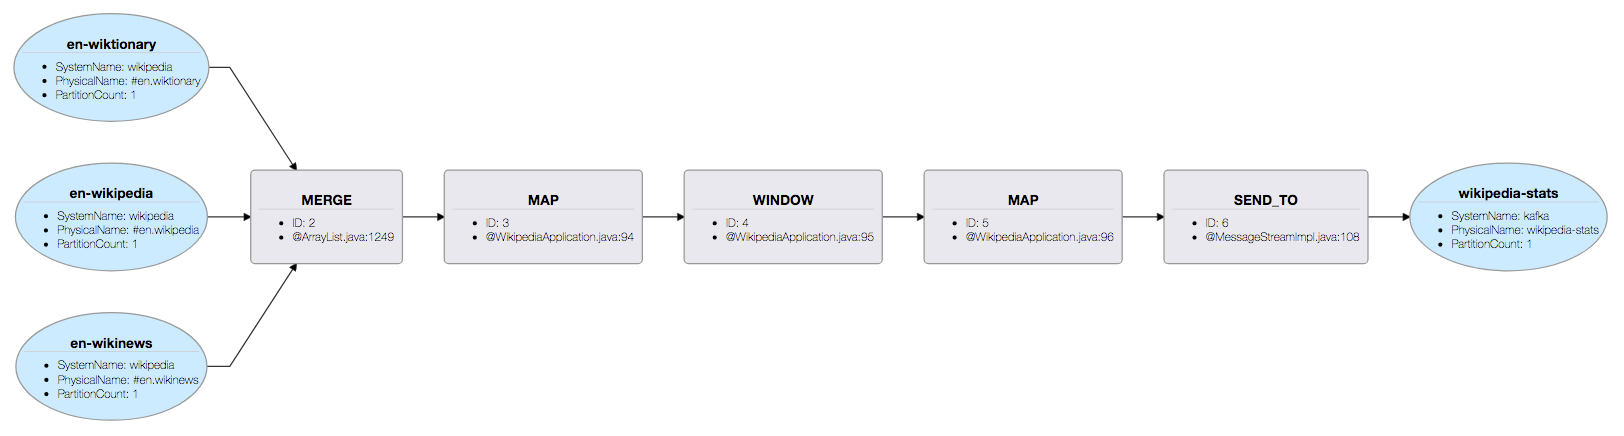 en-wiktionary
SystemName: wikipedia
PhysicalName: #en.wiktionary
PartitionCount: 1
en-wikipedia
SystemName: wikipedia
PhysicalName: #en.wikipedia
PartitionCount: 1
en-wikinews
SystemName: wikipedia
PhysicalName: #en.wikinews
PartitionCount: 1
MERGE
ID: 2
@ArrayList.java:1249
MAP
ID: 3
@WikipediaApplication.java:94
WINDOW
ID: 4
@WikipediaApplication.java:95
MAP
ID: 5
@WikipediaApplication.java:96
SEND_TO
ID: 6
@MessageStreamImpl.java:108
wikipedia-stats
SystemName: kafka
PhysicalName: wikipedia-stats
PartitionCount: 1